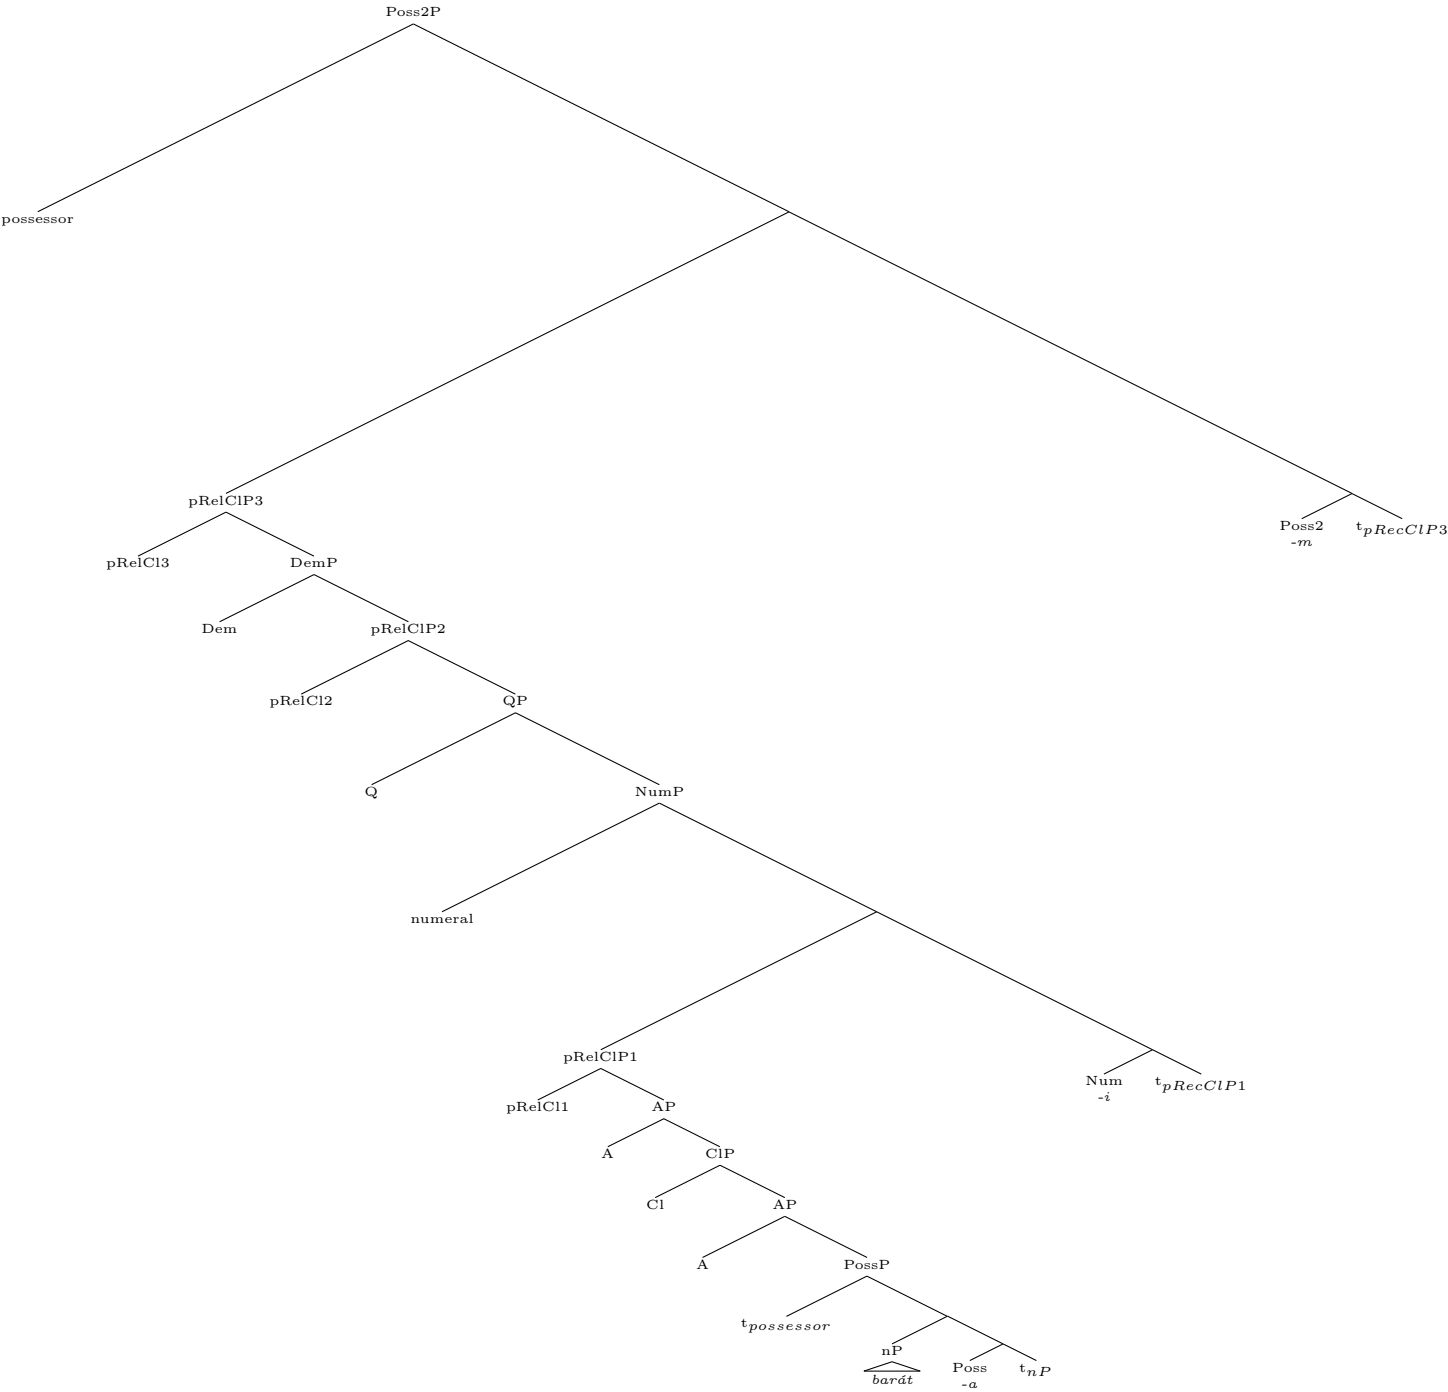 Poss2P
possessor
pRelClP3
Poss2 t_pRecClP3
-m
pRelCl3 DemP
Dem pRelClP2
pRelCl2 QP
Q NumP
numeral
pRelClP1
Num t_pRecClP1
-i
pRelCl1 AP
A ClP
Cl AP
A PossP
t_possessor
nP
Poss t_nP
barát -a